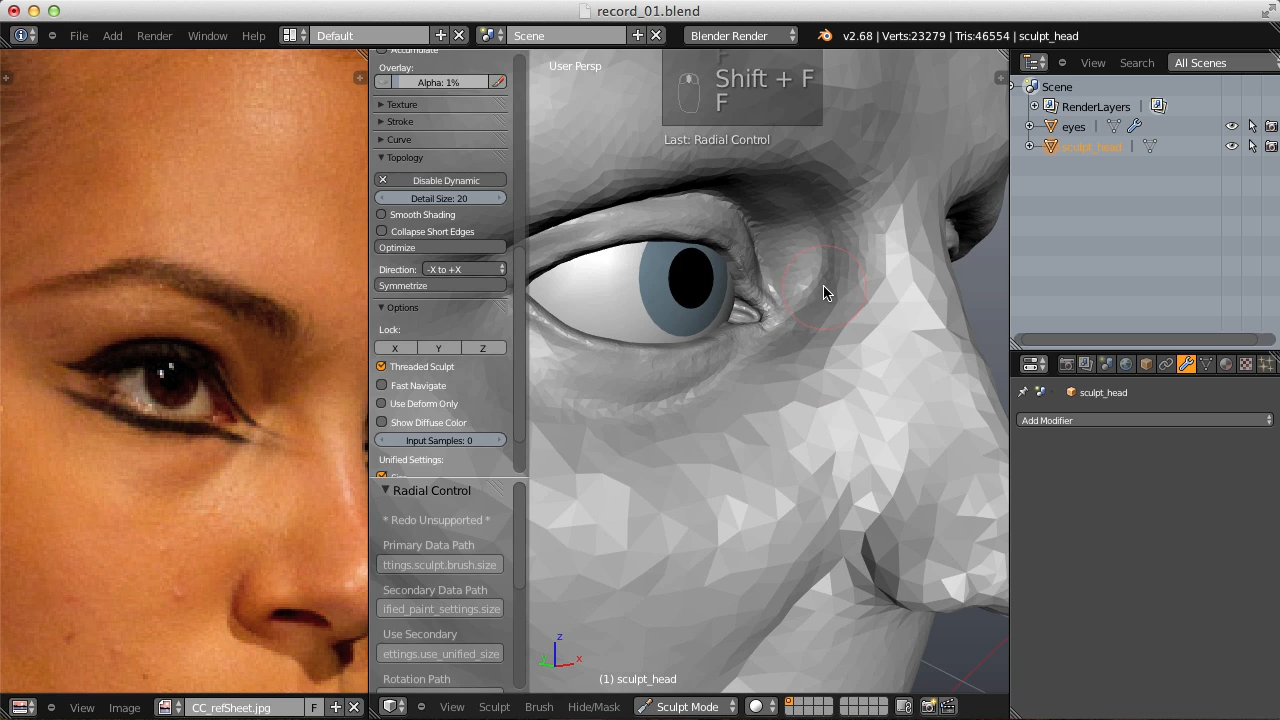 record_01.blend
File Add Render Window Help Default Scene Blender Render v2.68 | Verts:23279 | Tris:46554 | sculpt_head
Accumulate
Overlay:
Alpha: 1%
Texture
Stroke
Curve
Topology
Disable Dynamic
Detail Size: 20
Smooth Shading
Collapse Short Edges
Optimize
Direction: -X to +X
Symmetrize
Options
Lock:
X Y Z
Threaded Sculpt
Fast Navigate
Use Deform Only
Show Diffuse Color
Input Samples: 0
Unified Settings:
Radial Control
* Redo Unsupported *
Primary Data Path
ttings.sculpt.brush.size
Secondary Data Path
ified_paint_settings.size
Use Secondary
ettings.use_unified_size
Rotation Path
User Persp
F
Shift + F
F
Last: Radial Control
z
x
(1) sculpt_head
View Search All Scenes
Scene
RenderLayers |
eyes |
sculpt_head |
sculpt_head
Add Modifier
View Image CC_refSheet.jpg F
View Sculpt Brush Hide/Mask Sculpt Mode